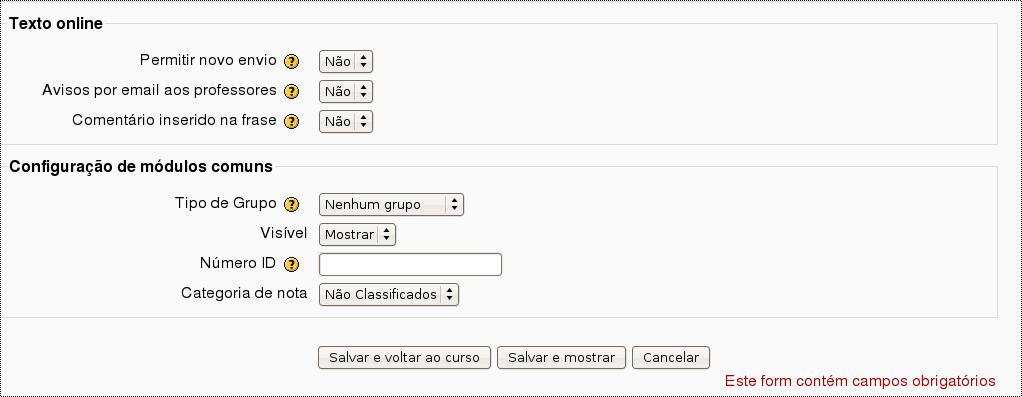 Texto online
Permitir novo envio ? Não
Avisos por email aos professores ? Não
Comentário inserido na frase ? Não
Configuração de módulos comuns
Tipo de Grupo ? Nenhum grupo
Visível Mostrar
Número ID ?
Categoria de nota Não Classificados
Salvar e voltar ao curso Salvar e mostrar Cancelar
Este form contém campos obrigatórios